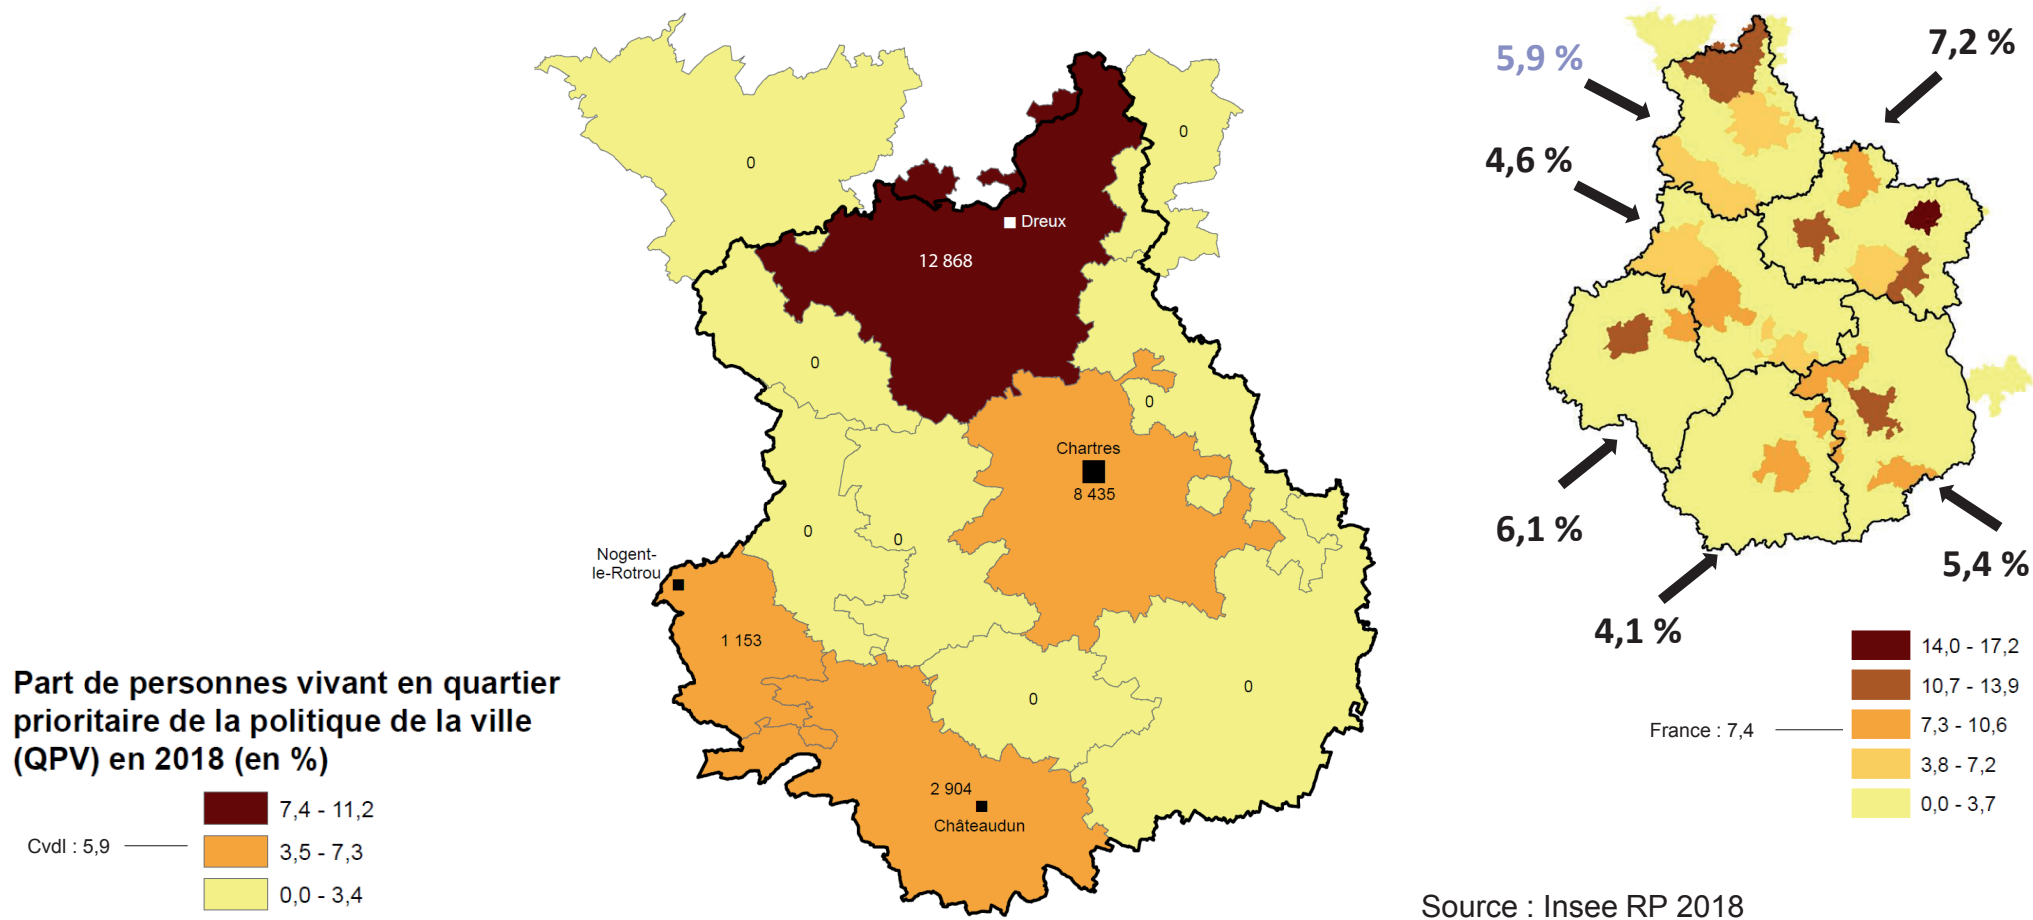 5,9 %
7,2 %
4,6 %
6,1 %
5,4 %
4,1 %
0
0
Dreux
12 868
0
0
Chartres
8 435
0
0
Nogent-
le-Rotrou
1 153
0
0
2 904
Châteaudun
Part de personnes vivant en quartier
prioritaire de la politique de la ville
(QPV) en 2018 (en %)
7,4 - 11,2
Cvdl : 5,9
3,5 - 7,3
0,0 - 3,4
14,0 - 17,2
10,7 - 13,9
France : 7,4
7,3 - 10,6
3,8 - 7,2
0,0 - 3,7
Source : Insee RP 2018